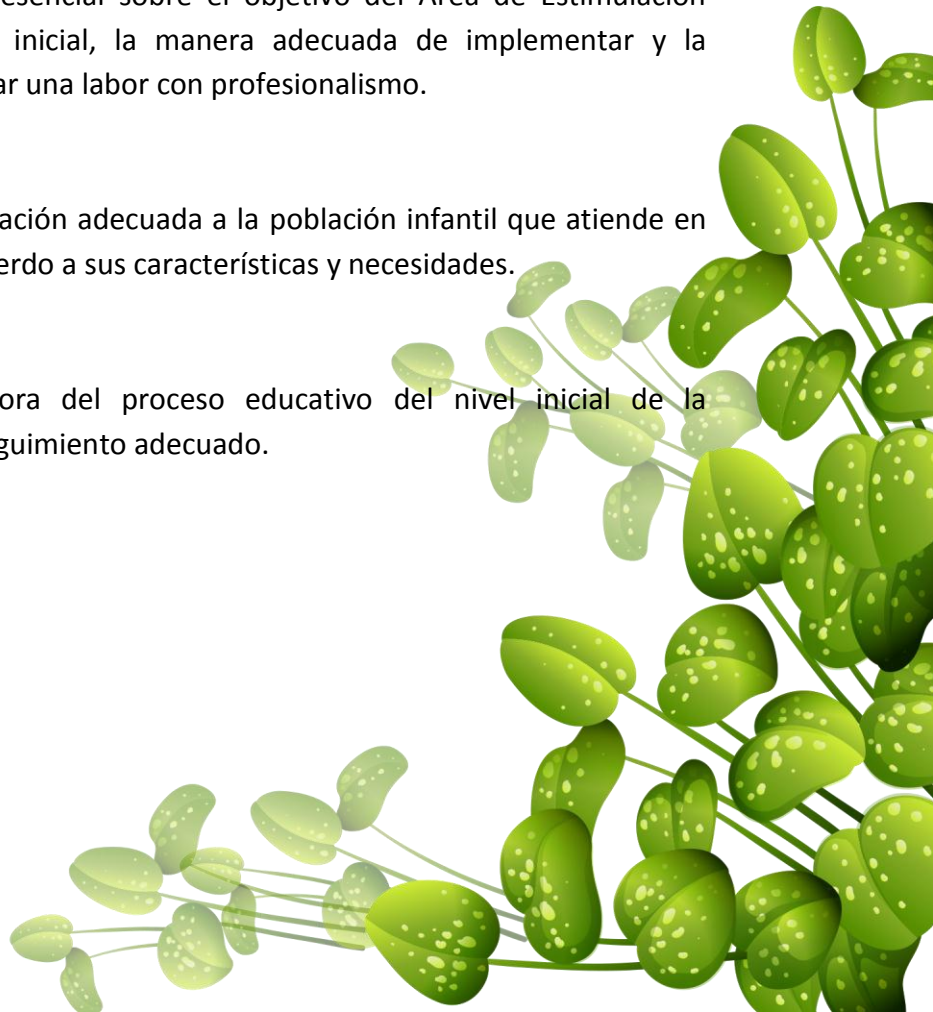 esencial sobre el objetivo del Área de Estimulación
inicial, la manera adecuada de implementar y la
ar una labor con profesionalismo.
ación adecuada a la población infantil que atiende en
erdo a sus características y necesidades.
ora del proceso educativo del nivel inicial de la
guimiento adecuado.